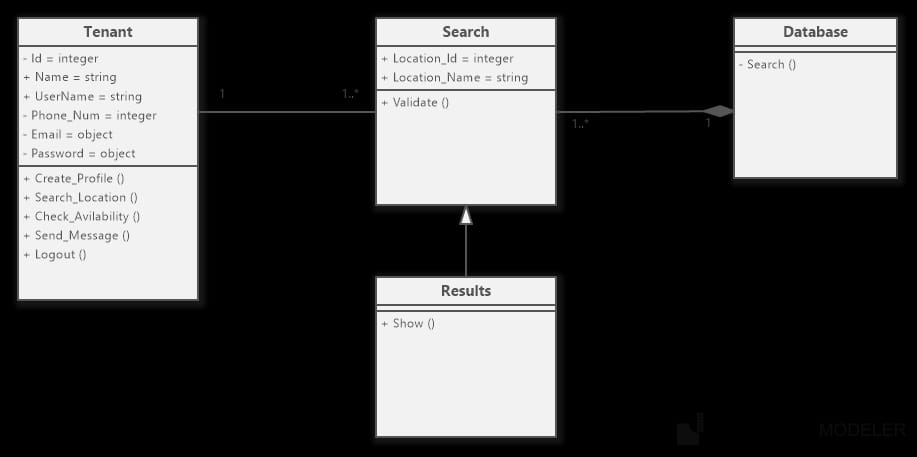 Tenant
- Id = integer
+ Name = string
+ UserName = string
- Phone_Num = integer
- Email = object
- Password = object
+ Create_Profile ()
+ Search_Location ()
+ Check_Avilability ()
+ Send_Message ()
+ Logout ()
1
1..*
Search
+ Location_Id = integer
+ Location_Name = string
+ Validate ()
1..*
1
Database
- Search ()
Results
+ Show ()
MODELER